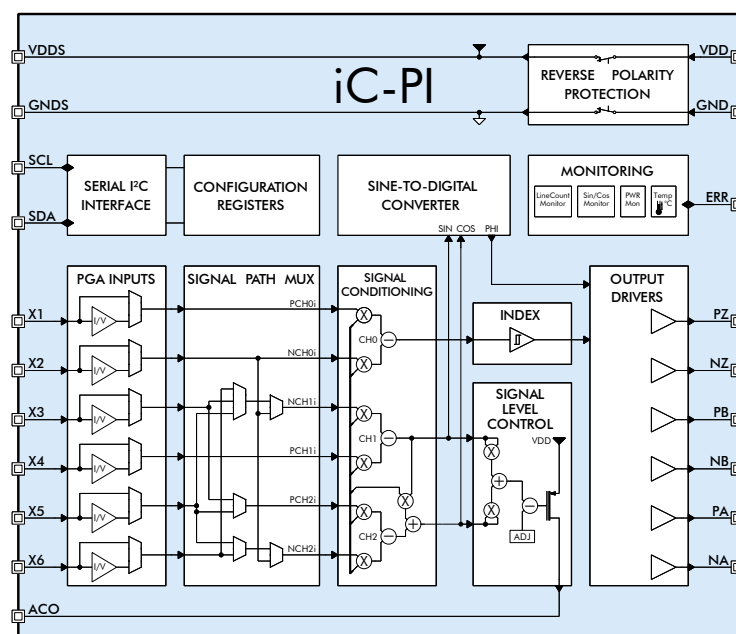 VDDS
iC-PI
REVERSE POLARITY
PROTECTION
VDD
GNDS
GND
SCL
SDA
SERIAL I²C
INTERFACE
CONFIGURATION
REGISTERS
SINE-TO-DIGITAL
CONVERTER
SIN COS PHI
MONITORING
LineCount
Monitor
Sin/Cos
Monitor
PWR
Mon
Temp
ERR
PGA INPUTS
SIGNAL PATH MUX
SIGNAL
CONDITIONING
INDEX
OUTPUT
DRIVERS
X1
I/V
PCH0i
CH0
PZ
X2
I/V
NCH0i
NZ
X3
I/V
NCH1i
CH1
SIGNAL
LEVEL
CONTROL
VDD
PB
X4
I/V
PCH1i
NB
X5
I/V
PCH2i
CH2
ADJ
PA
X6
I/V
NCH2i
NA
ACO